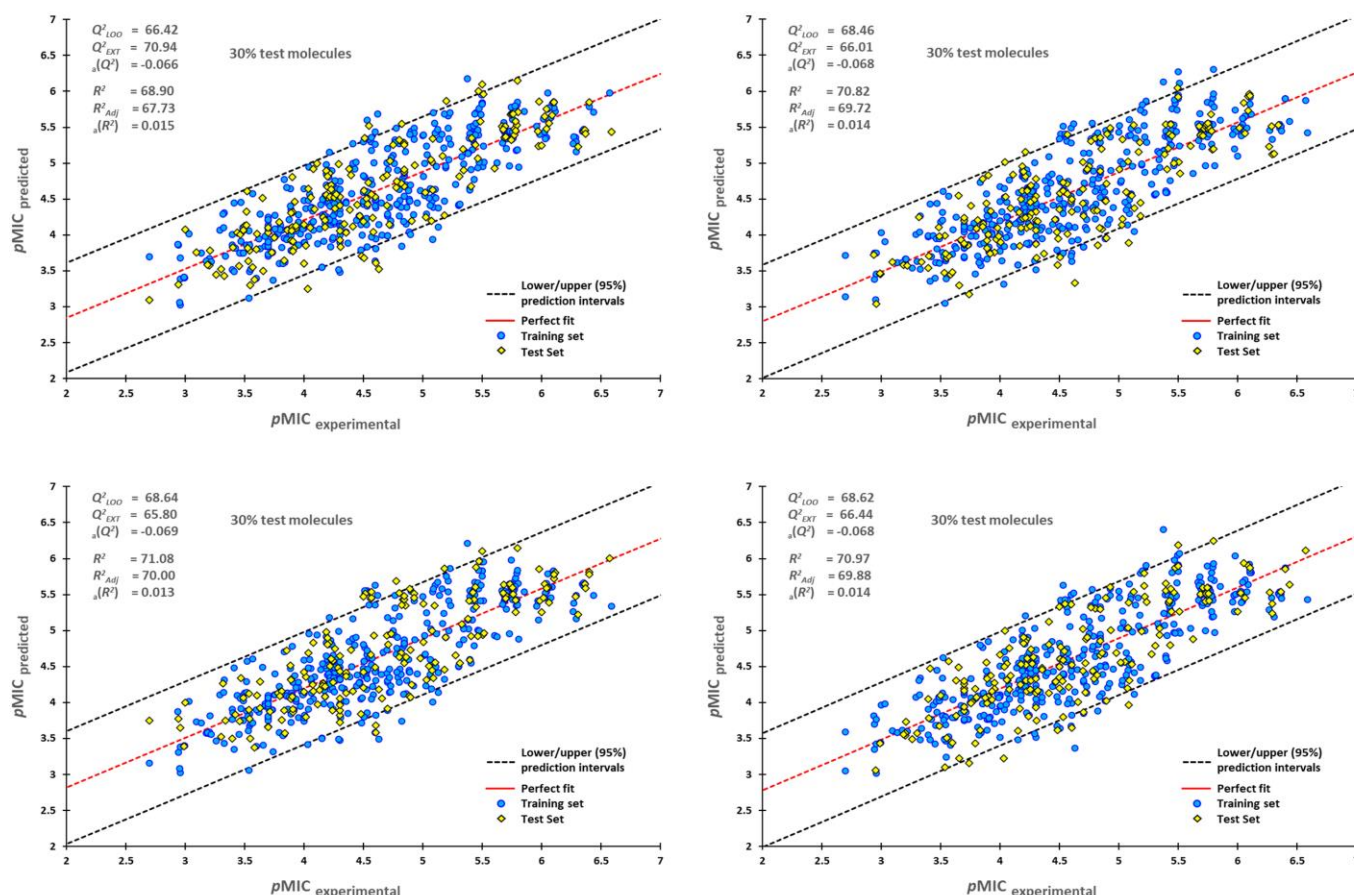 Q²LOO = 66.42
Q²EXT = 70.94
a(Q²) = -0.066
R² = 68.90
R²Adj = 67.73
a(R²) = 0.015
30% test molecules
7
6.5
6
5.5
5
4.5
4
3.5
3
2.5
2
pMIC predicted
Lower/upper (95%)
prediction intervals
Perfect fit
Training set
Test Set
2 2.5 3 3.5 4 4.5 5 5.5 6 6.5 7
pMIC experimental
Q²LOO = 68.46
Q²EXT = 66.01
a(Q²) = -0.068
R² = 70.82
R²Adj = 69.72
a(R²) = 0.014
30% test molecules
7
6.5
6
5.5
5
4.5
4
3.5
3
2.5
2
pMIC predicted
Lower/upper (95%)
prediction intervals
Perfect fit
Training set
Test Set
2 2.5 3 3.5 4 4.5 5 5.5 6 6.5
pMIC experimental
Q²LOO = 68.64
Q²EXT = 65.80
a(Q²) = -0.069
R² = 71.08
R²Adj = 70.00
a(R²) = 0.013
30% test molecules
7
6.5
6
5.5
5
4.5
4
3.5
3
2.5
2
pMIC predicted
Lower/upper (95%)
prediction intervals
Perfect fit
Training set
Test Set
2 2.5 3 3.5 4 4.5 5 5.5 6 6.5 7
pMIC experimental
Q²LOO = 68.62
Q²EXT = 66.44
a(Q²) = -0.068
R² = 70.97
R²Adj = 69.88
a(R²) = 0.014
30% test molecules
7
6.5
6
5.5
5
4.5
4
3.5
3
2.5
2
pMIC predicted
Lower/upper (95%)
prediction intervals
Perfect fit
Training set
Test Set
2 2.5 3 3.5 4 4.5 5 5.5 6 6.5
pMIC experimental